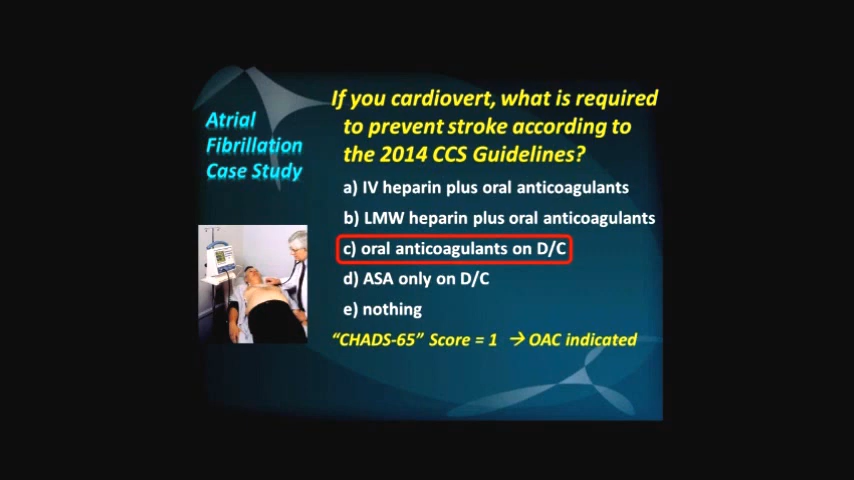 Atrial
Fibrillation
Case Study
If you cardiovert, what is required
to prevent stroke according to
the 2014 CCS Guidelines?
a) IV heparin plus oral anticoagulants
b) LMW heparin plus oral anticoagulants
c) oral anticoagulants on D/C
d) ASA only on D/C
e) nothing
“CHADS-65” Score = 1 → OAC indicated